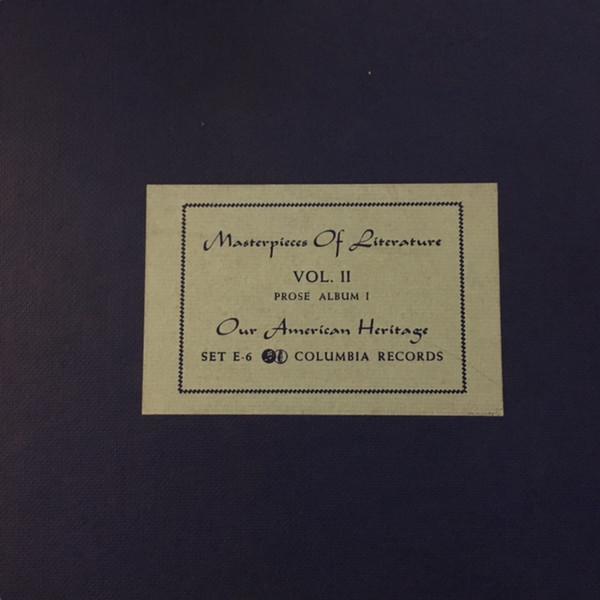 Masterpieces Of Literature
VOL. II
PROSE ALBUM I
Our American Heritage
SET E-6 COLUMBIA RECORDS